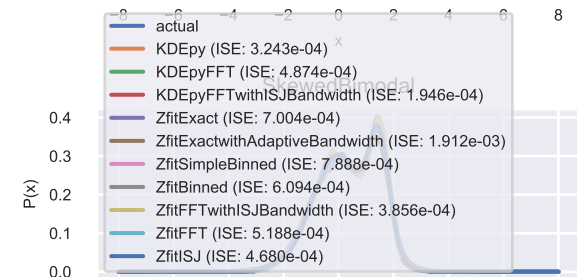 -8 -6 -4 -2 0 2 4 6 8
x
SkewedBimodal
actual
KDEpy (ISE: 3.243e-04)
KDEpyFFT (ISE: 4.874e-04)
KDEpyFFTwithISJBandwidth (ISE: 1.946e-04)
ZfitExact (ISE: 7.004e-04)
ZfitExactwithAdaptiveBandwidth (ISE: 1.912e-03)
ZfitSimpleBinned (ISE: 7.888e-04)
ZfitBinned (ISE: 6.094e-04)
ZfitFFTwithISJBandwidth (ISE: 3.856e-04)
ZfitFFT (ISE: 5.188e-04)
ZfitISJ (ISE: 4.680e-04)
P(x)
0.4
0.3
0.2
0.1
0.0